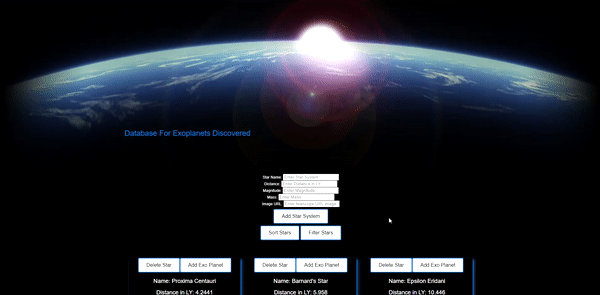 Database For Exoplanets Discovered
Star Name: Enter Star System
Distance: Enter Distance in LY
Magnitude: Enter Magnitude
Mass: Enter Mass
Image URL: Enter
Add Star System
Sort Stars Filter Stars
Delete Star Add Exo Planet Delete Star Add Exo Planet Delete Star Add Exo Planet
Name: Proxima Centauri Name: Barnard's Star Name: Epsilon Eridani
Distance in LY: 4.2441 Distance in LY: 5.958 Distance in LY: 10.446